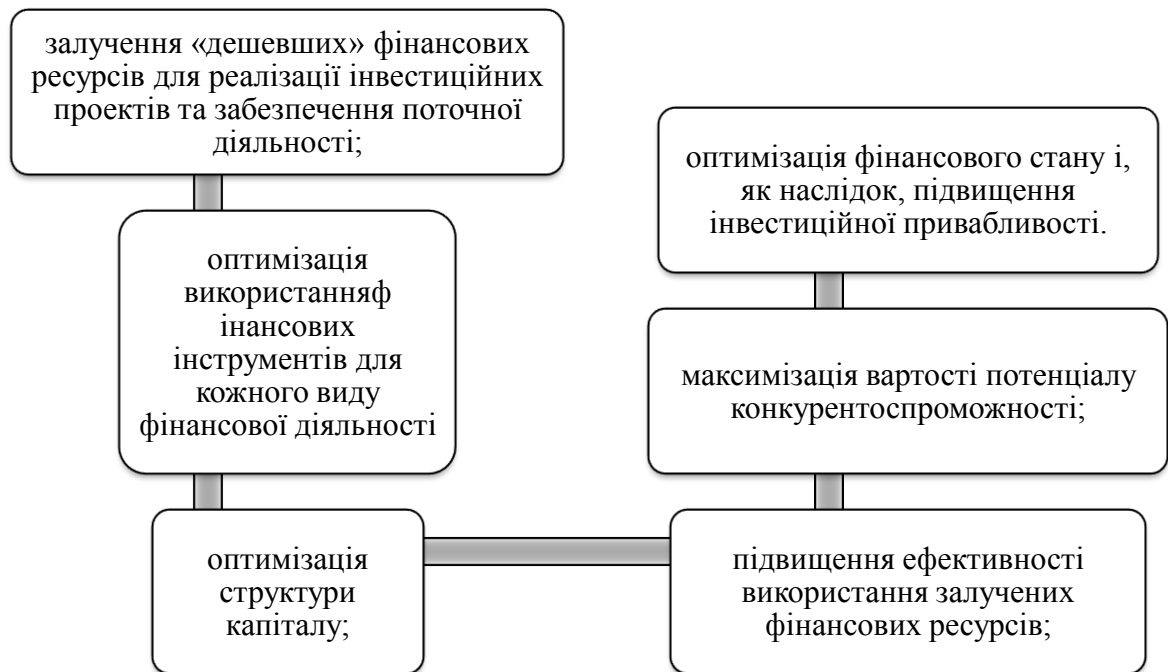 залучення «дешевших» фінансових
ресурсів для реалізації інвестиційних
проектів та забезпечення поточної
діяльності;
оптимізація
використанняф
інансових
інструментів для
кожного виду
фінансової діяльності
оптимізація
структури
капіталу;
підвищення ефективності
використання залучених
фінансових ресурсів;
максимізація вартості потенціалу
конкурентоспроможності;
оптимізація фінансового стану і,
як наслідок, підвищення
інвестиційної привабливості.